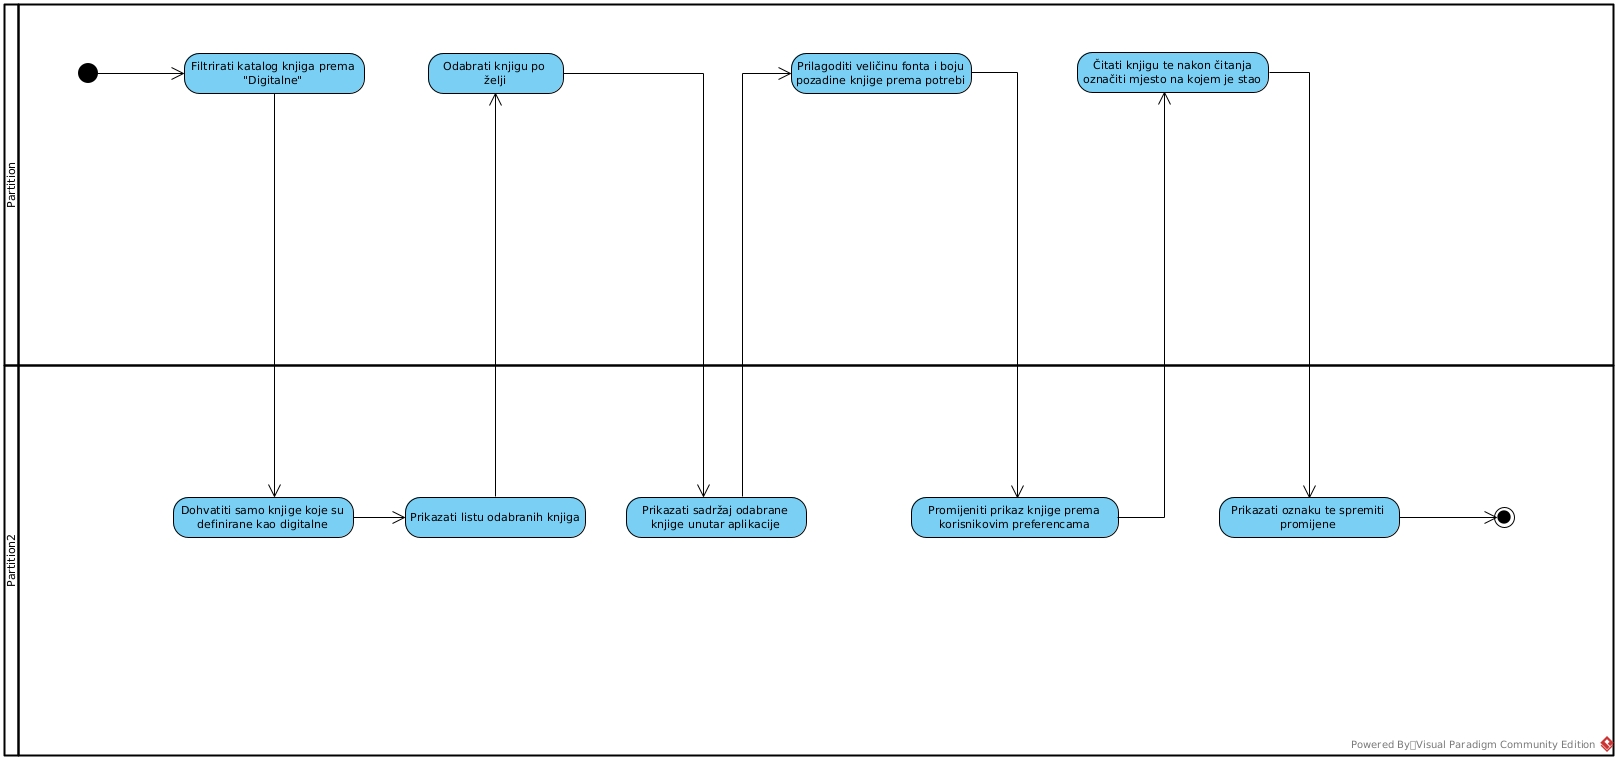 Partition
Filtrirati katalog knjiga prema
"Digitalne"
Odabrati knjigu po
želji
Prilagoditi veličinu fonta i boju
pozadine knjige prema potrebi
Čitati knjigu te nakon čitanja
označiti mjesto na kojem je stao
Partition2
Dohvatiti samo knjige koje su
definirane kao digitalne
Prikazati listu odabranih knjiga
Prikazati sadržaj odabrane
knjige unutar aplikacije
Promijeniti prikaz knjige prema
korisnikovim preferencama
Prikazati oznaku te spremiti
promijene
Powered By Visual Paradigm Community Edition